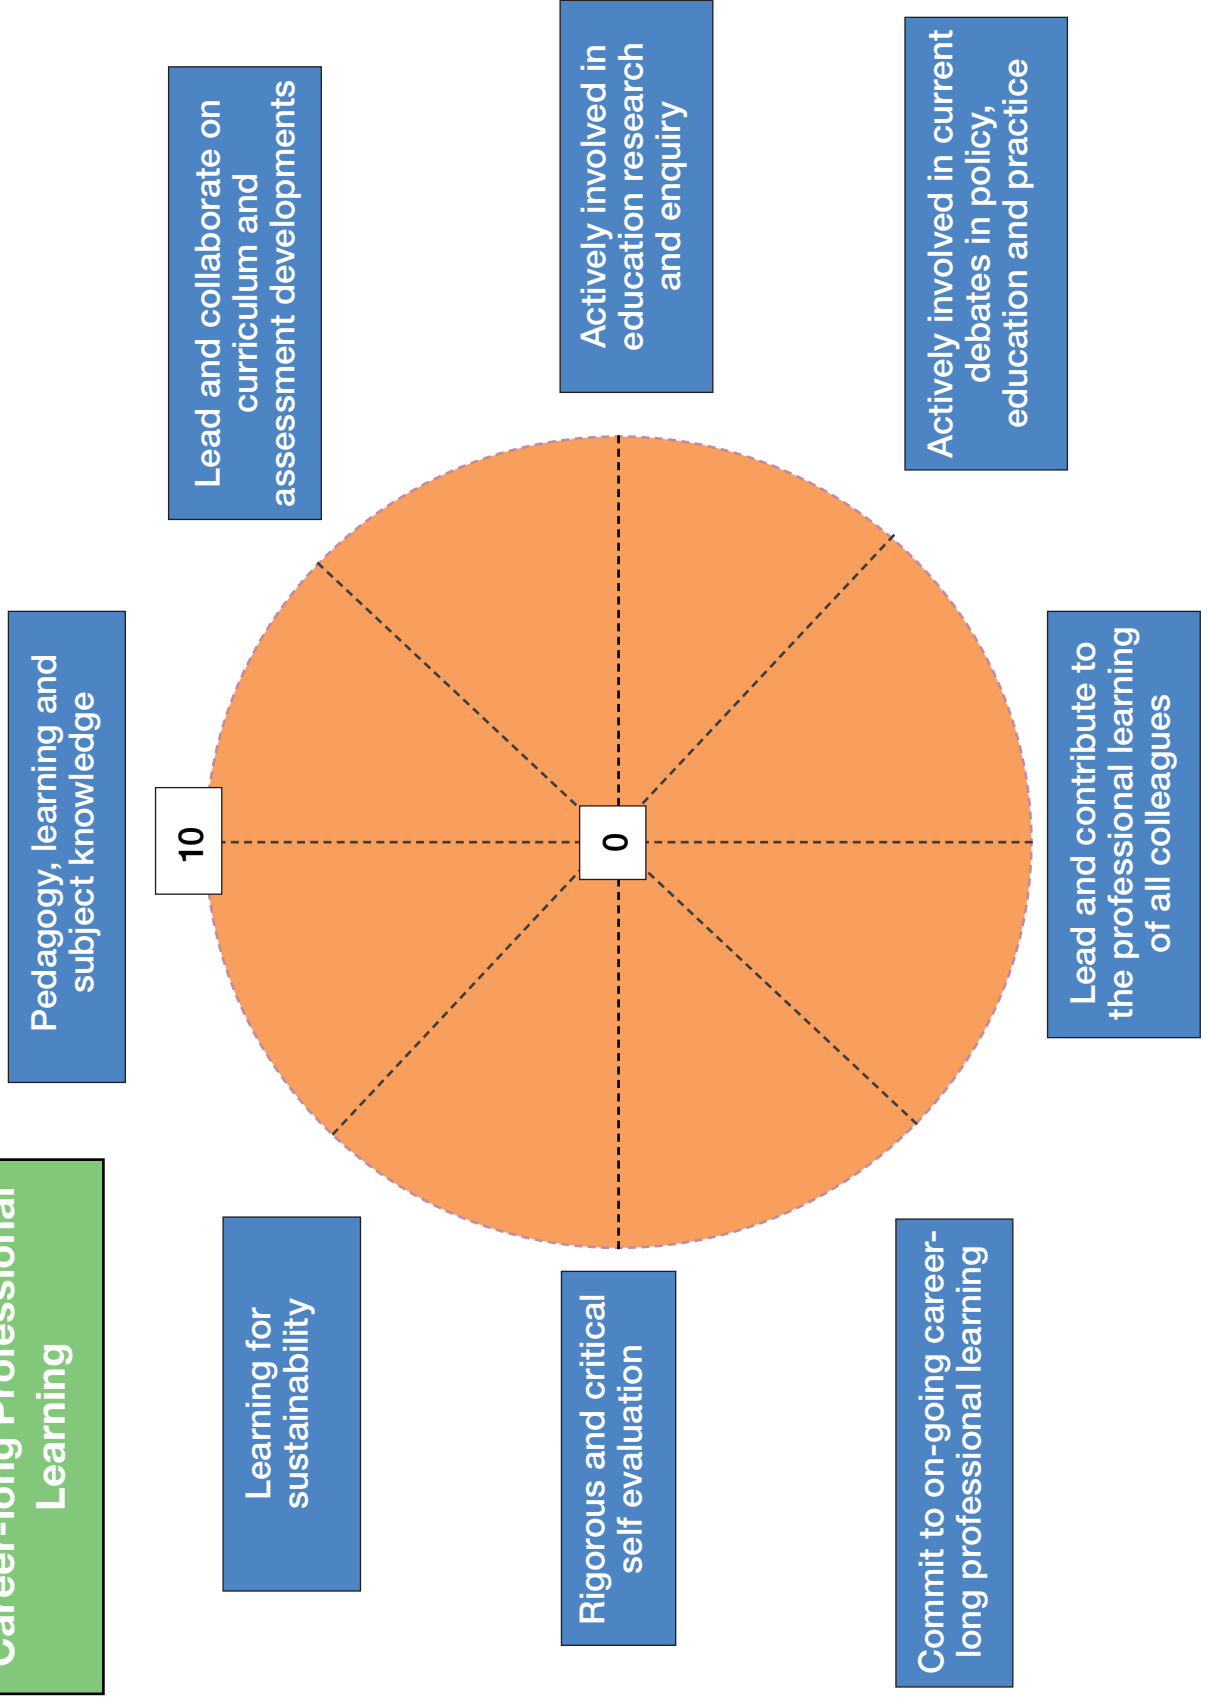 Career-long Professional
Learning
Pedagogy, learning and
subject knowledge
Lead and collaborate on
curriculum and
assessment developments
Actively involved in
education research
and enquiry
Actively involved in current
debates in policy,
education and practice
Lead and contribute to
the professional learning
of all colleagues
Commit to on-going career-
long professional learning
Rigorous and critical
self evaluation
Learning for
sustainability
10
0